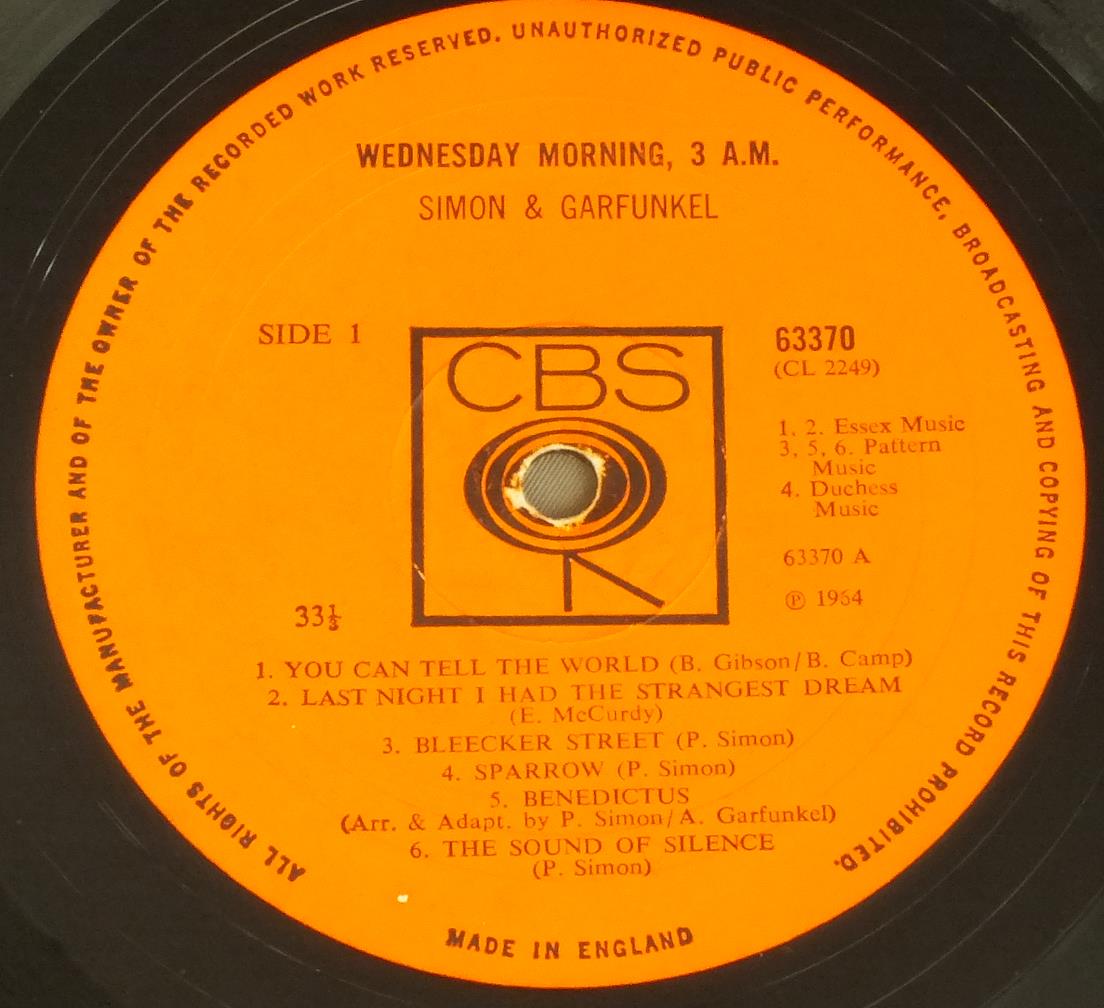 ALL RIGHTS OF THE MANUFACTURER AND OF THE OWNER OF THE RECORDED WORK RESERVED. UNAUTHORIZED PUBLIC PERFORMANCE, BROADCASTING AND COPYING OF THIS RECORD PROHIBITED.
WEDNESDAY MORNING, 3 A.M.
SIMON & GARFUNKEL
SIDE 1
CBS
63370
(CL 2249)
1, 2. Essex Music
3, 5, 6. Pattern
Music
4. Duchess
Music
63370 A
℗ 1964
33⅓
1. YOU CAN TELL THE WORLD (B. Gibson/B. Camp)
2. LAST NIGHT I HAD THE STRANGEST DREAM
(E. McCurdy)
3. BLEECKER STREET (P. Simon)
4. SPARROW (P. Simon)
5. BENEDICTUS
(Arr. & Adapt. by P. Simon/A. Garfunkel)
6. THE SOUND OF SILENCE
(P. Simon)
MADE IN ENGLAND